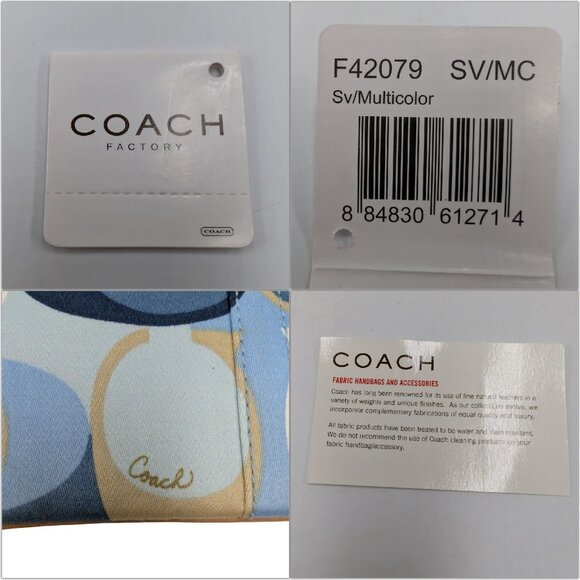 COACH
FACTORY
COACH
F42079 SV/MC
Sv/Multicolor
8 84830 61271 4
Coach
COACH
FABRIC HANDBAGS AND ACCESSORIES
Coach has long been renowned for its use of fine natural leathers in a
variety of weights and unique finishes. As our collections evolve, we
incorporate complementary fabrications of equal quality and luxury.
All fabric products have been treated to be water and stain resistant.
We do not recommend the use of Coach cleaning products on your
fabric handbag/accessory.